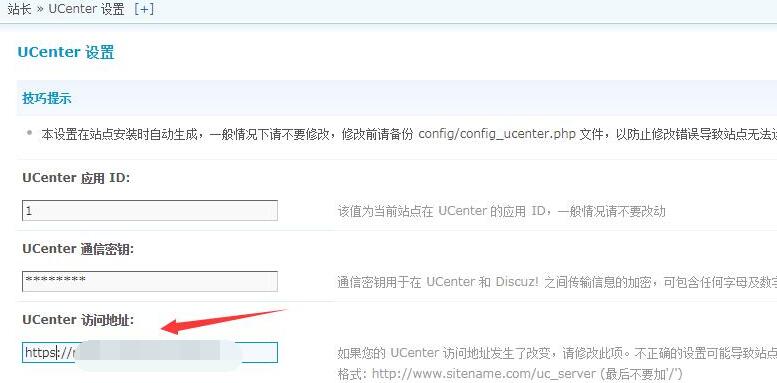 站长 » UCenter 设置 [+]
UCenter 设置
技巧提示
本设置在站点安装时自动生成，一般情况下请不要修改，修改前请备份 config/config_ucenter.php 文件，以防止修改错误导致站点无法
UCenter 应用 ID:
1
该值为当前站点在 UCenter 的应用 ID，一般情况请不要改动
UCenter 通信密钥:
********
通信密钥用于在 UCenter 和 Discuz! 之间传输信息的加密，可包含任何字母及数
UCenter 访问地址:
https://
如果您的 UCenter 访问地址发生了改变，请修改此项。不正确的设置可能导致站点
格式: http://www.sitename.com/uc_server (最后不要加'/')